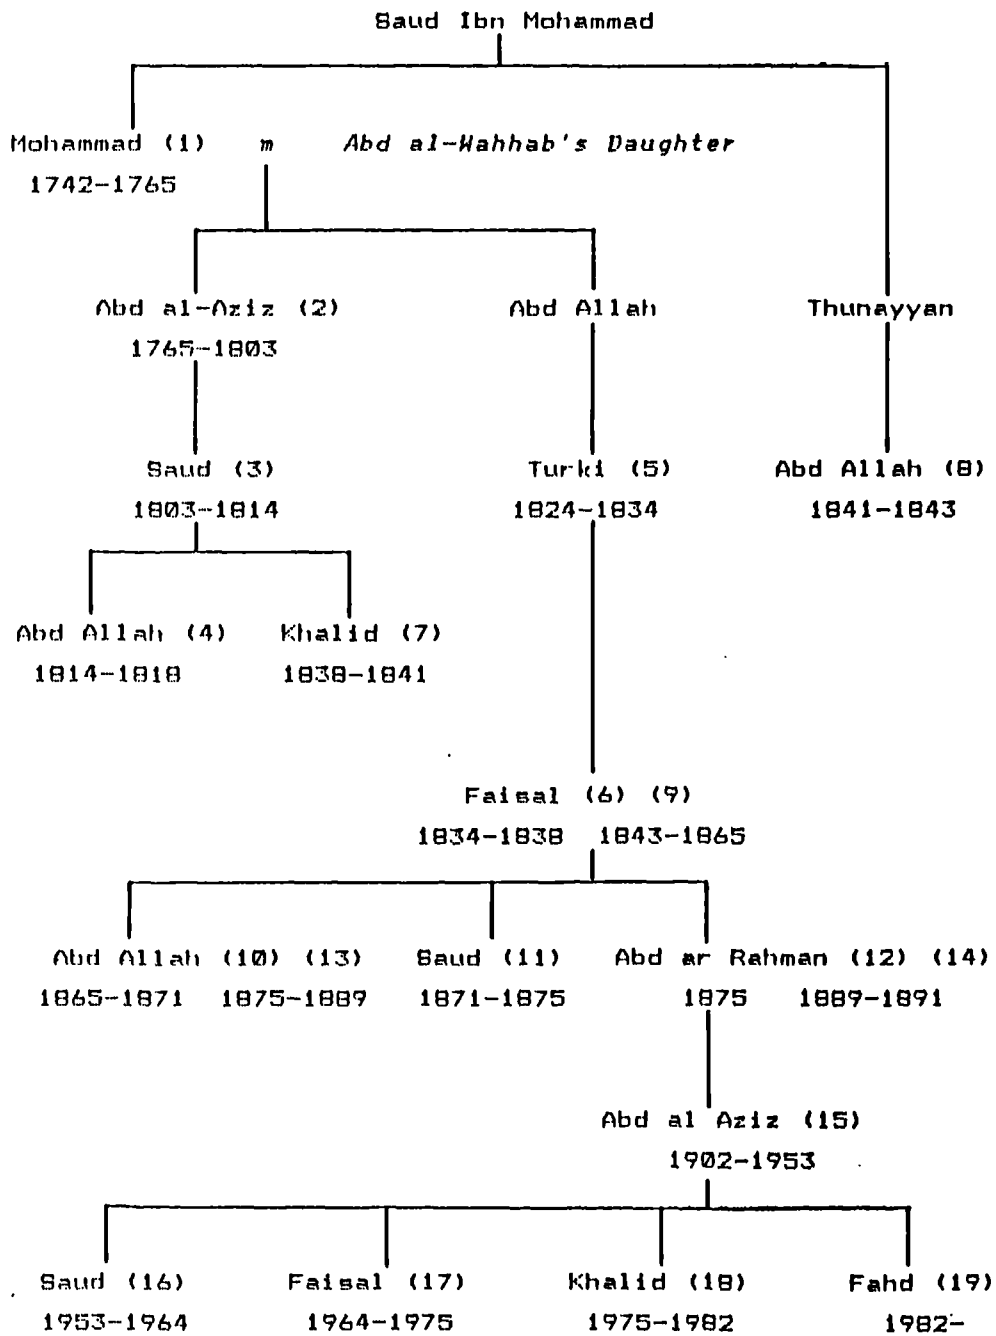 Saud Ibn Mohammad
Mohammad (1) m Abd al-Wahhab's Daughter
1742-1765
Abd al-Aziz (2) Abd Allah Thunayyan
1765-1803
Saud (3) Turki (5) Abd Allah (8)
1803-1814 1824-1834 1841-1843
Abd Allah (4) Khalid (7)
1814-1818 1838-1841
Faisal (6) (9)
1834-1838 1843-1865
Abd Allah (10) (13) Saud (11) Abd ar Rahman (12) (14)
1865-1871 1875-1889 1871-1875 1875 1889-1891
Abd al Aziz (15)
1902-1953
Saud (16) Faisal (17) Khalid (18) Fahd (19)
1953-1964 1964-1975 1975-1982 1982-